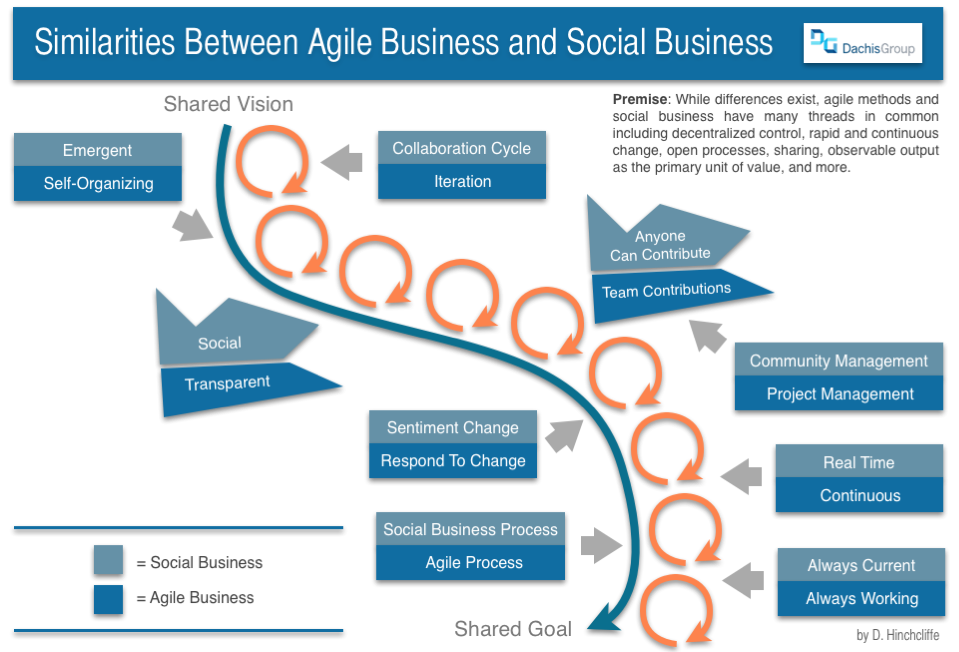 Similarities Between Agile Business and Social Business
DachisGroup
Shared Vision
Premise: While differences exist, agile methods and
social business have many threads in common
including decentralized control, rapid and continuous
change, open processes, sharing, observable output
as the primary unit of value, and more.
Emergent
Self-Organizing
Collaboration Cycle
Iteration
Anyone
Can Contribute
Team Contributions
Social
Transparent
Community Management
Project Management
Sentiment Change
Respond To Change
Real Time
Continuous
Social Business Process
Agile Process
Always Current
Always Working
= Social Business
= Agile Business
Shared Goal
by D. Hinchcliffe